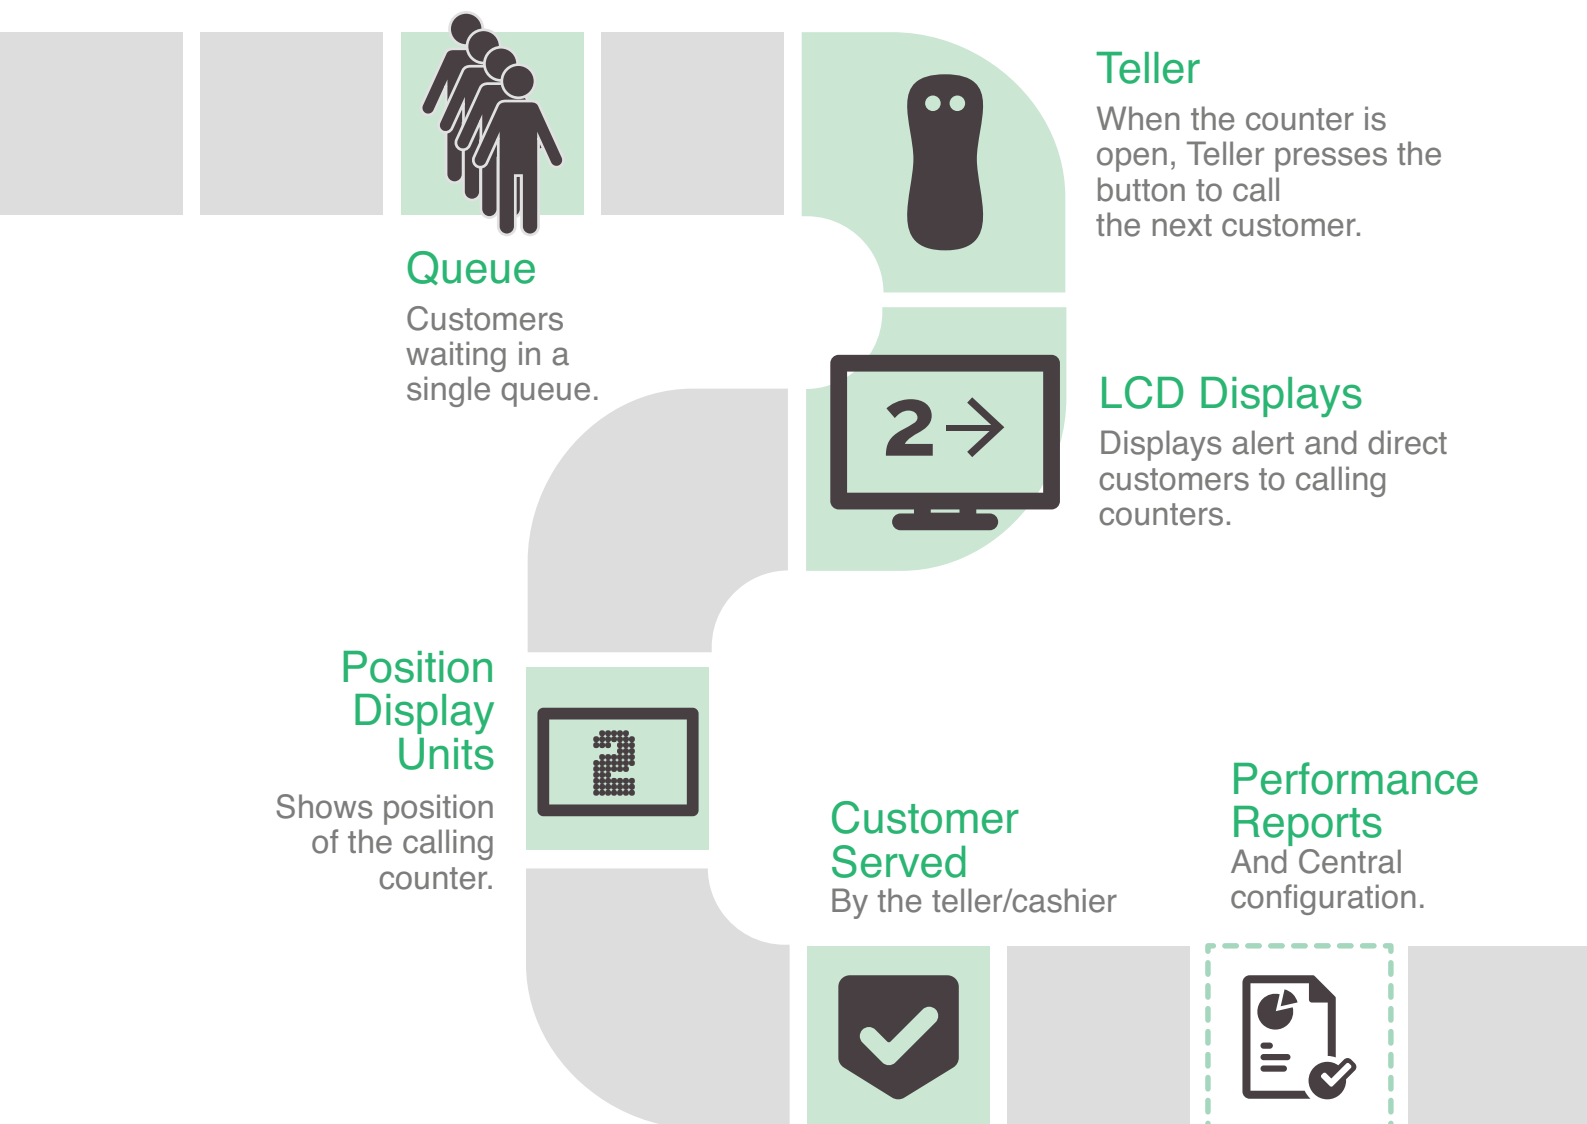 Teller
When the counter is
open, Teller presses the
button to call
the next customer.
Queue
Customers
waiting in a
single queue.
2→
LCD Displays
Displays alert and direct
customers to calling
counters.
Position
Display
Units
Shows position
of the calling
counter.
2
Customer
Served
By the teller/cashier
Performance
Reports
And Central
configuration.